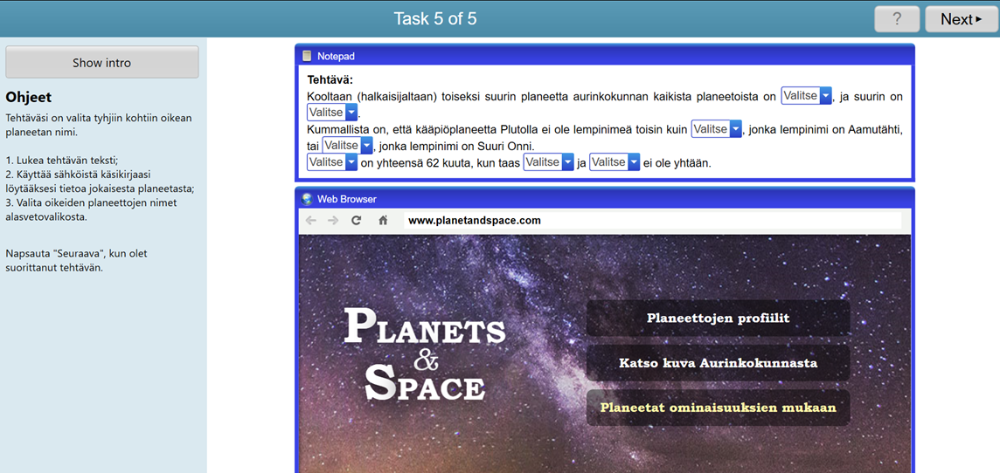 Task 5 of 5
?
Next
Show intro
Ohjeet
Tehtäväsi on valita tyhjiin kohtiin oikean
planeetan nimi.
1. Lukea tehtävän teksti;
2. Käyttää sähköistä käsikirjaasi
löytääksesi tietoa jokaisesta planeetasta;
3. Valita oikeiden planeettojen nimet
alasvetovalikosta.
Napsauta "Seuraava", kun olet
suorittanut tehtävän.
Notepad
Tehtävä:
Kooltaan (halkaisijaltaan) toiseksi suurin planeetta aurinkokunnan kaikista planeetoista on Valitse, ja suurin on
Valitse.
Kummallista on, että kääpiöplaneetta Plutolla ei ole lempinimeä toisin kuin Valitse, jonka lempinimi on Aamutähti,
tai Valitse, jonka lempinimi on Suuri Onni.
Valitse on yhteensä 62 kuuta, kun taas Valitse ja Valitse ei ole yhtään.
Web Browser
www.planetandspace.com
PLANETS
&
SPACE
Planeettojen profiilit
Katso kuva Aurinkokunnasta
Planeetat ominaisuuksien mukaan